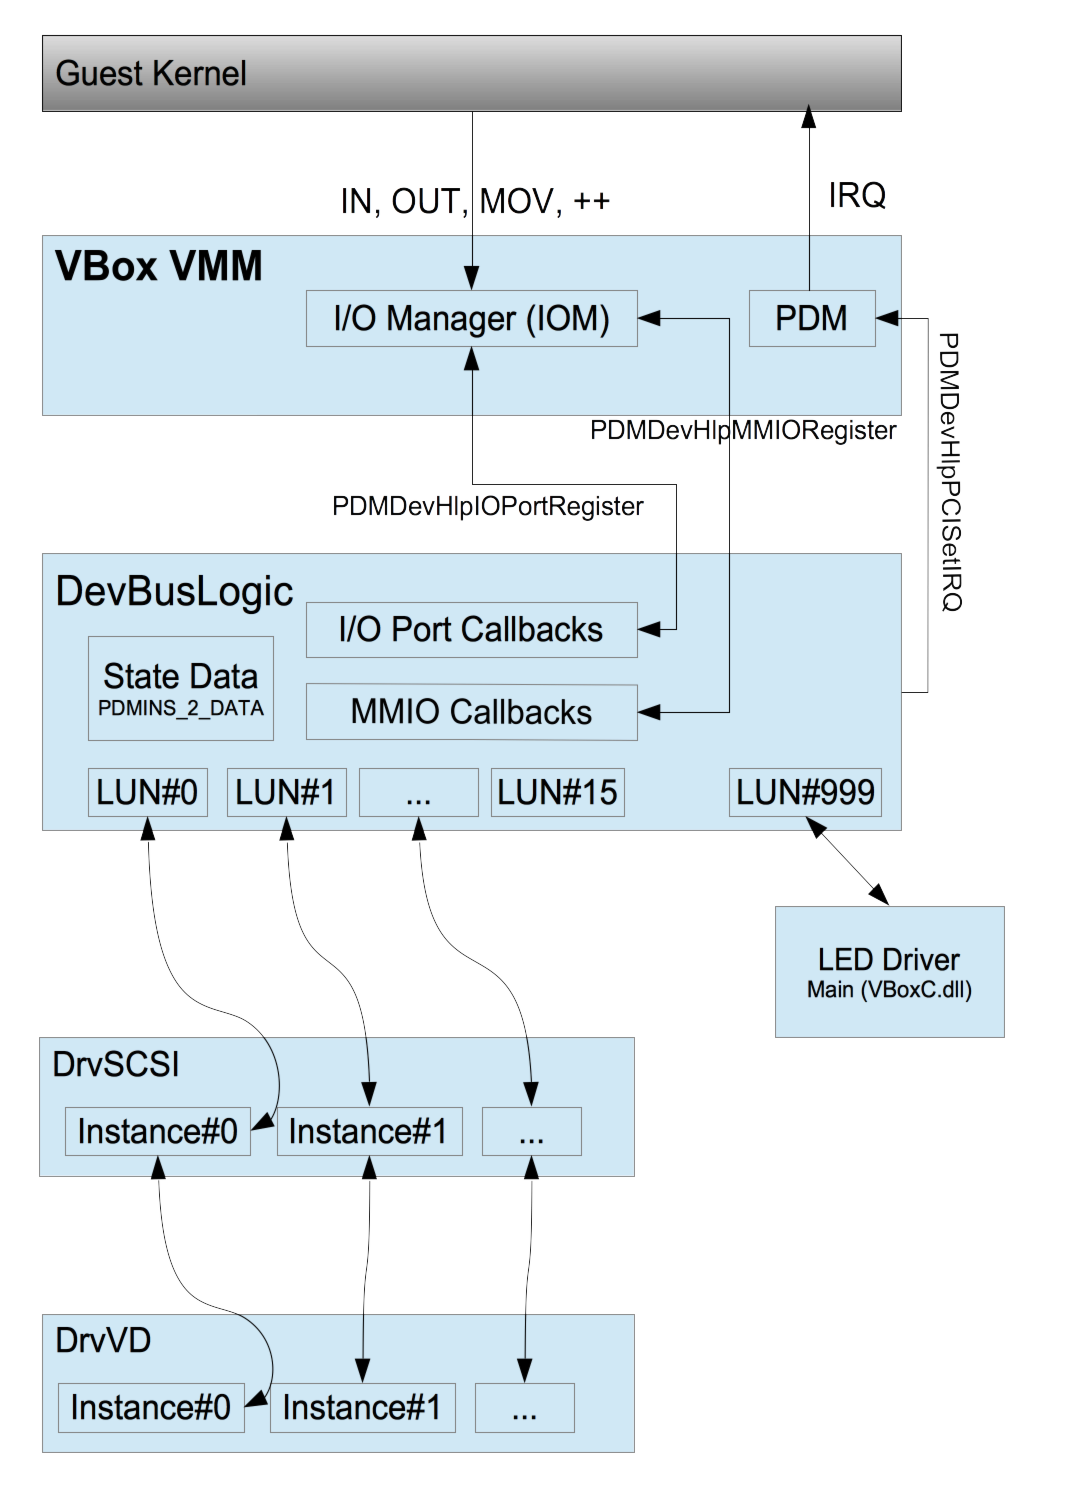 Guest Kernel
IN, OUT, MOV, ++
IRQ
VBox VMM
I/O Manager (IOM)
PDM
PDMDevHlpMMIORegister
PDMDevHlpPCISetIRQ
PDMDevHlpIOPortRegister
DevBusLogic
I/O Port Callbacks
State Data
PDMINS_2_DATA
MMIO Callbacks
LUN#0
LUN#1
...
LUN#15
LUN#999
LED Driver
Main (VBoxC.dll)
DrvSCSI
Instance#0
Instance#1
...
DrvVD
Instance#0
Instance#1
...